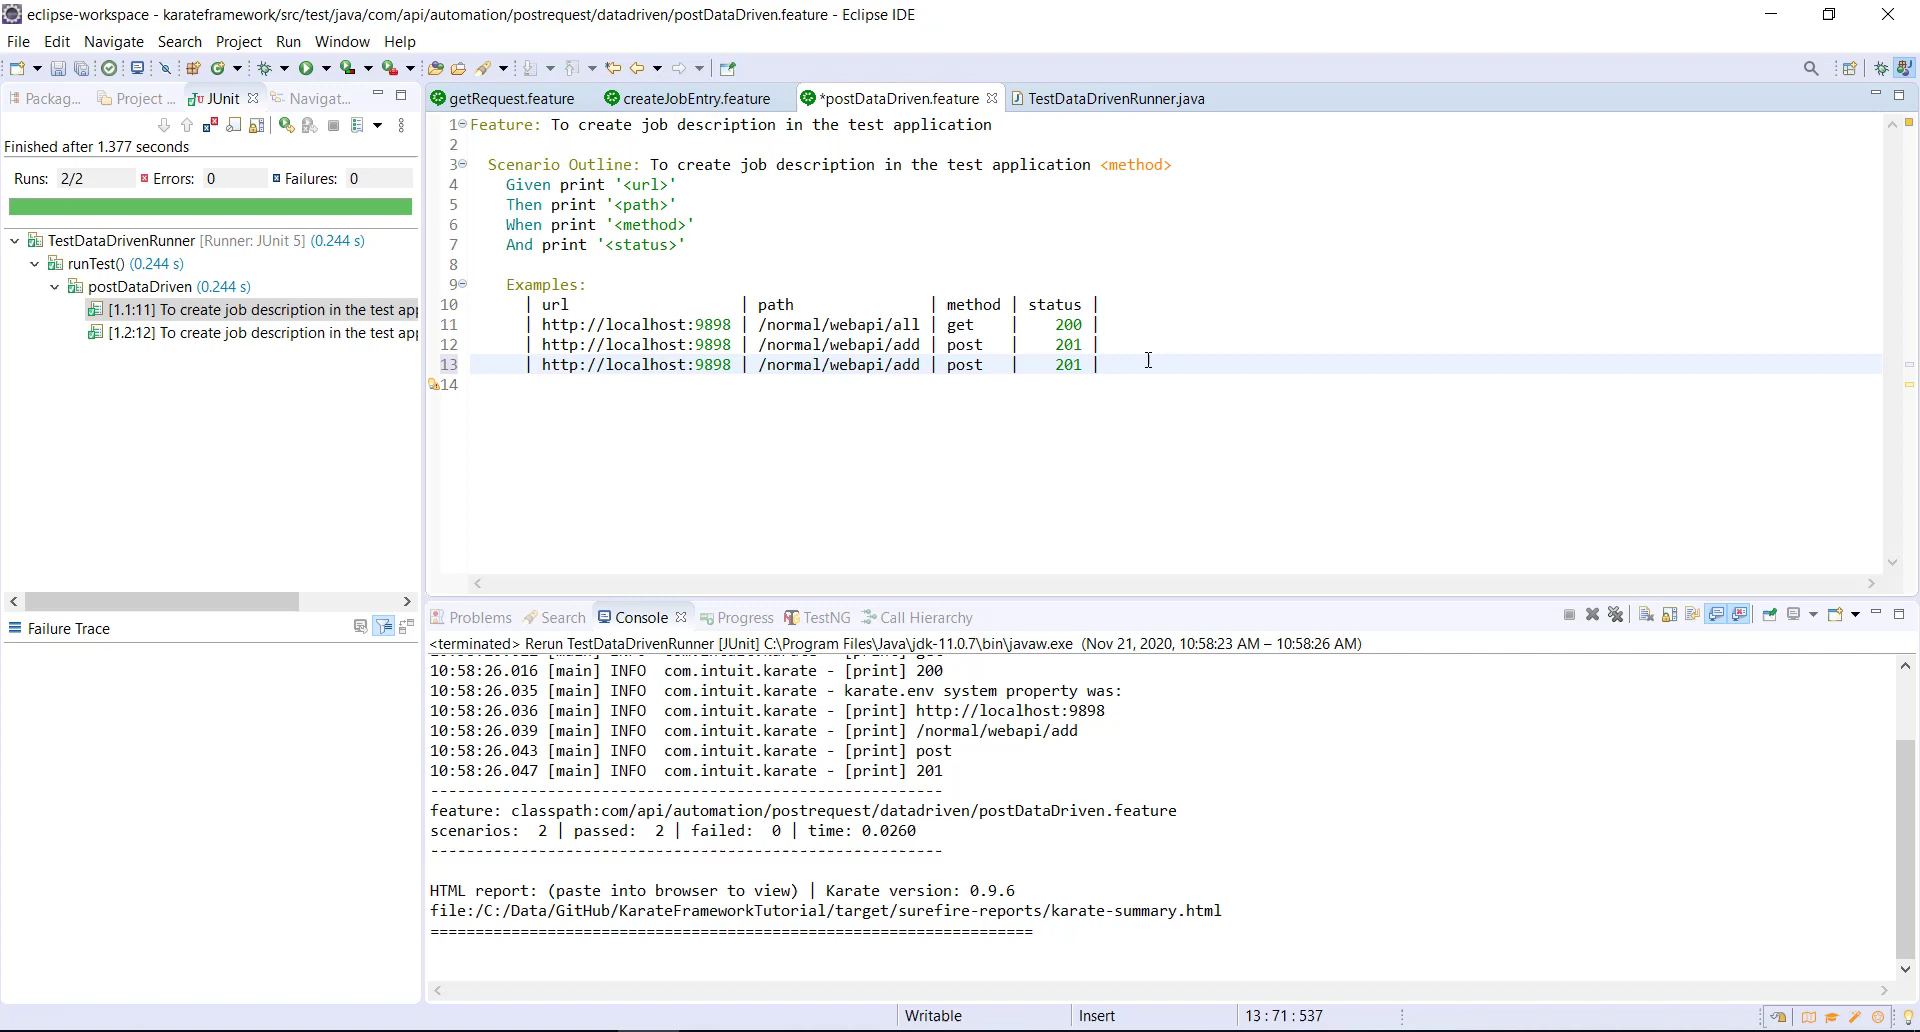 eclipse-workspace - karateframework/src/test/java/com/api/automation/postrequest/datadriven/postDataDriven.feature - Eclipse IDE
File Edit Navigate Search Project Run Window Help
Packag... Project ... JUnit Navigat...
getRequest.feature createJobEntry.feature *postDataDriven.feature TestDataDrivenRunner.java
Finished after 1.377 seconds
Runs: 2/2 Errors: 0 Failures: 0
TestDataDrivenRunner [Runner: JUnit 5] (0.244 s)
runTest() (0.244 s)
postDataDriven (0.244 s)
[1.1:11] To create job description in the test app
[1.2:12] To create job description in the test app
Failure Trace
1 Feature: To create job description in the test application
2
3 Scenario Outline: To create job description in the test application <method>
4 Given print '<url>'
5 Then print '<path>'
6 When print '<method>'
7 And print '<status>'
8
9 Examples:
10 | url | path | method | status |
11 | http://localhost:9898 | /normal/webapi/all | get | 200 |
12 | http://localhost:9898 | /normal/webapi/add | post | 201 |
13 | http://localhost:9898 | /normal/webapi/add | post | 201 |
14
Problems Search Console Progress TestNG Call Hierarchy
<terminated> Rerun TestDataDrivenRunner [JUnit] C:\Program Files\Java\jdk-11.0.7\bin\javaw.exe (Nov 21, 2020, 10:58:23 AM – 10:58:26 AM)
10:58:26.016 [main] INFO com.intuit.karate - [print] 200
10:58:26.035 [main] INFO com.intuit.karate - karate.env system property was:
10:58:26.036 [main] INFO com.intuit.karate - [print] http://localhost:9898
10:58:26.039 [main] INFO com.intuit.karate - [print] /normal/webapi/add
10:58:26.043 [main] INFO com.intuit.karate - [print] post
10:58:26.047 [main] INFO com.intuit.karate - [print] 201
---------------------------------------------------------
feature: classpath:com/api/automation/postrequest/datadriven/postDataDriven.feature
scenarios: 2 | passed: 2 | failed: 0 | time: 0.0260
---------------------------------------------------------
HTML report: (paste into browser to view) | Karate version: 0.9.6
file:/C:/Data/GitHub/KarateFrameworkTutorial/target/surefire-reports/karate-summary.html
===================================================================
Writable Insert 13 : 71 : 537